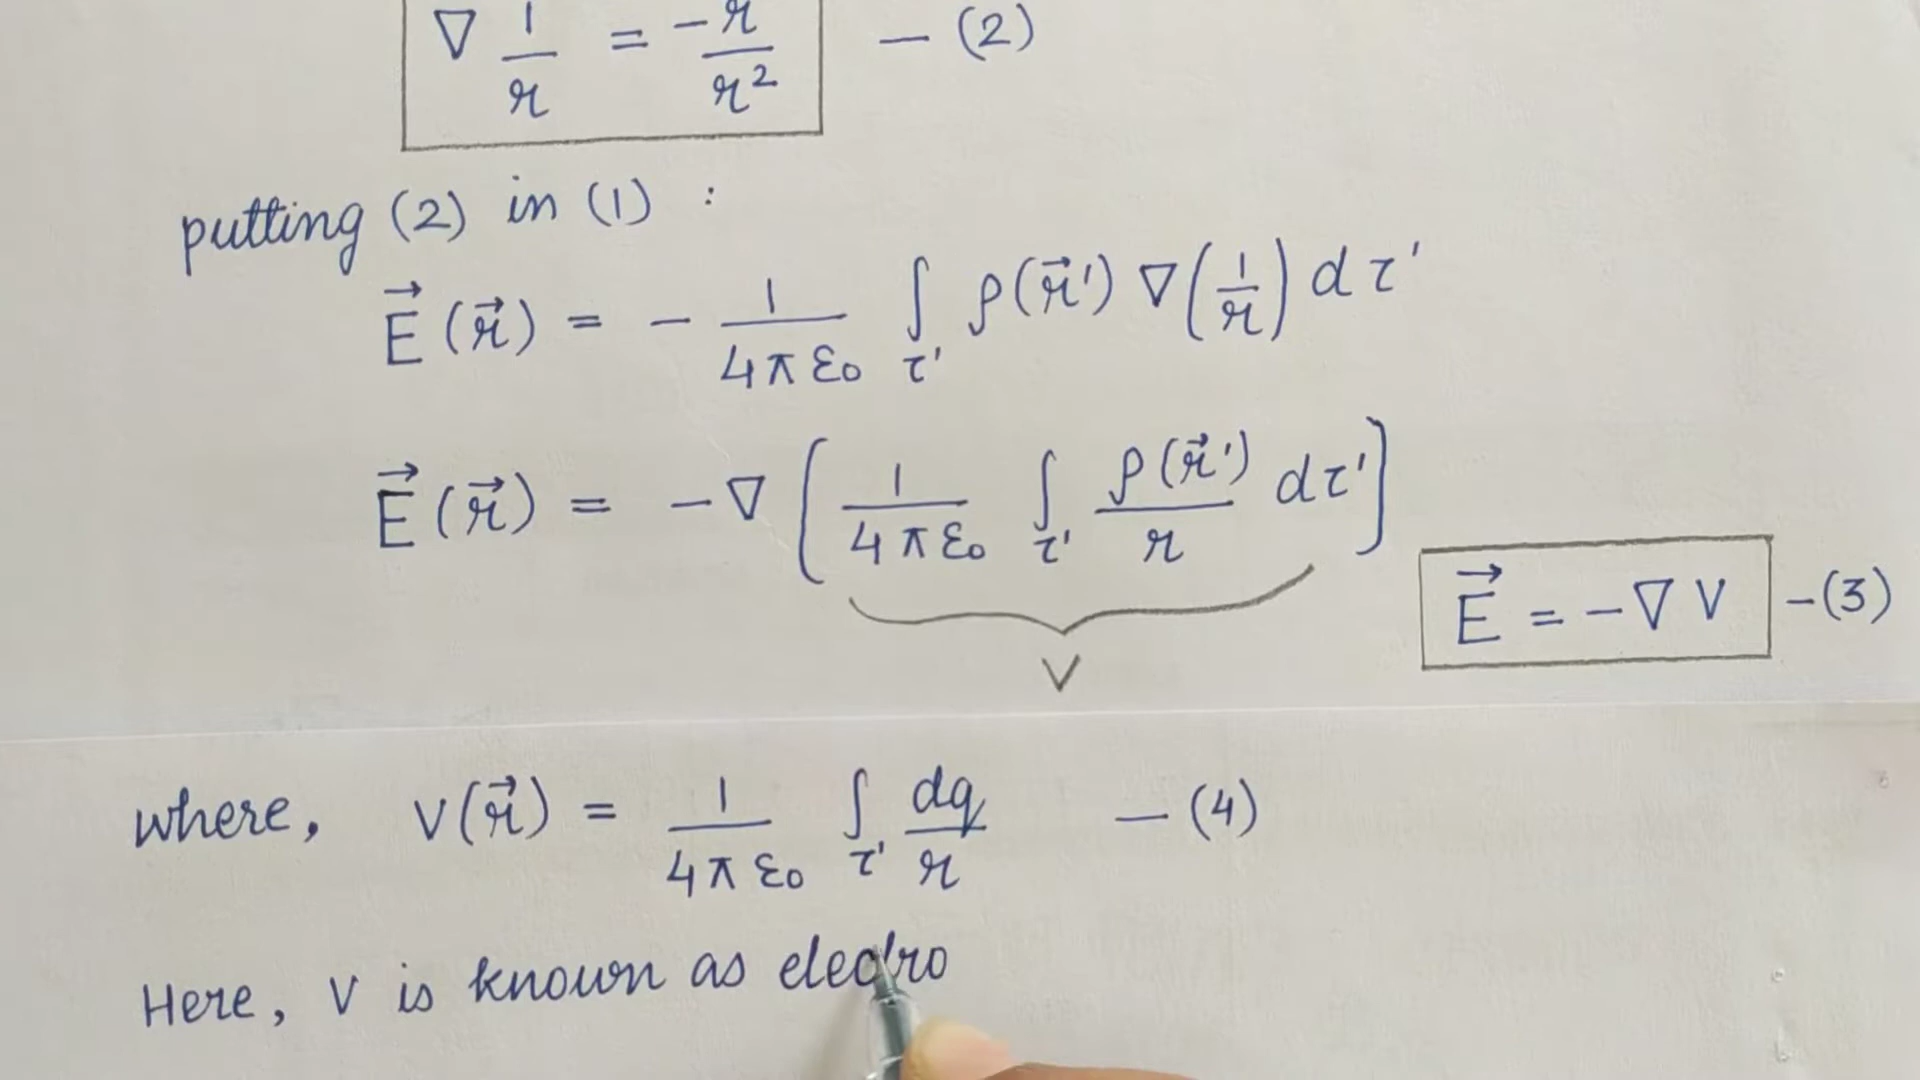 ∇ 1/r = -r/r² — (2)
putting (2) in (1) :
E⃗(r⃗) = - 1/4πε₀ ∫τ' ρ(r⃗') ∇(1/r) dτ'
E⃗(r⃗) = -∇ [ 1/4πε₀ ∫τ' ρ(r⃗')/r dτ' ]
V
E⃗ = -∇V -(3)
where, V(r⃗) = 1/4πε₀ ∫τ' dq/r — (4)
Here, V is known as electro